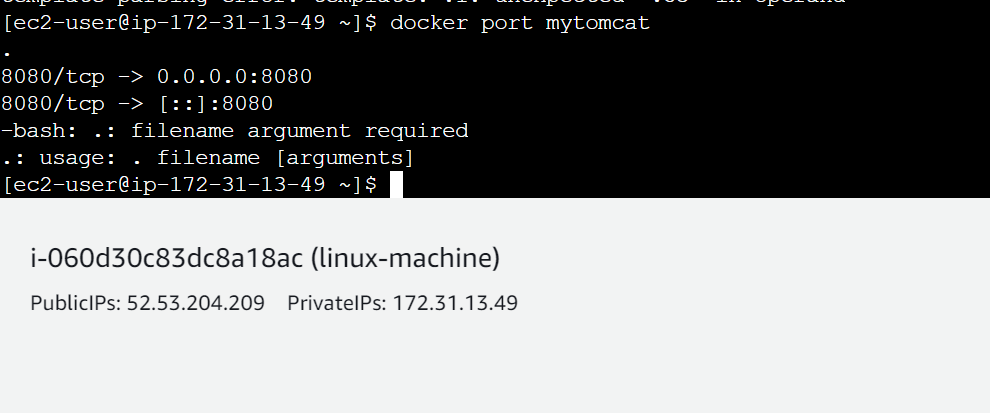 [ec2-user@ip-172-31-13-49 ~]$ docker port mytomcat
.
8080/tcp -> 0.0.0.0:8080
8080/tcp -> [::]:8080
-bash: .: filename argument required
.: usage: . filename [arguments]
[ec2-user@ip-172-31-13-49 ~]$
i-060d30c83dc8a18ac (linux-machine)
PublicIPs: 52.53.204.209 PrivateIPs: 172.31.13.49